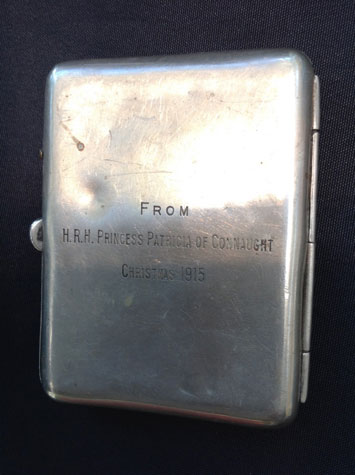 FROM
H.R.H. PRINCESS PATRICIA OF CONNAUGHT
CHRISTMAS 1915